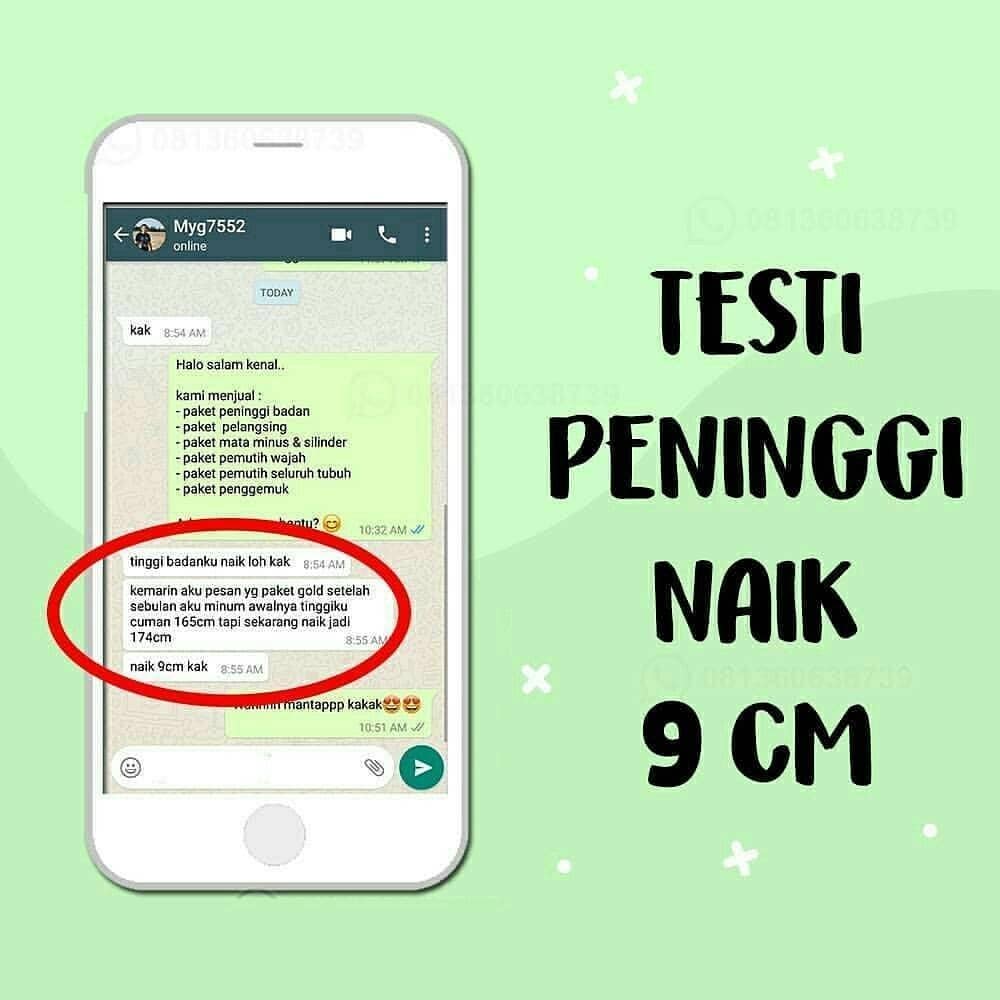 081360638739
Myg7552
online
TODAY
kak 8:54 AM
Halo salam kenal..
kami menjual :
- paket peninggi badan
- paket pelangsing
- paket mata minus & silinder
- paket pemutih wajah
- paket pemutih seluruh tubuh
- paket penggemuk
😊 10:32 AM
tinggi badanku naik loh kak 8:54 AM
kemarin aku pesan yg paket gold setelah
sebulan aku minum awalnya tinggiku
cuman 165cm tapi sekarang naik jadi
174cm 8:55 AM
naik 9cm kak 8:55 AM
mantappp kakak😍😍
10:51 AM
081360638739
081360638739
TESTI
PENINGGI
NAIK
081360638739
9 CM